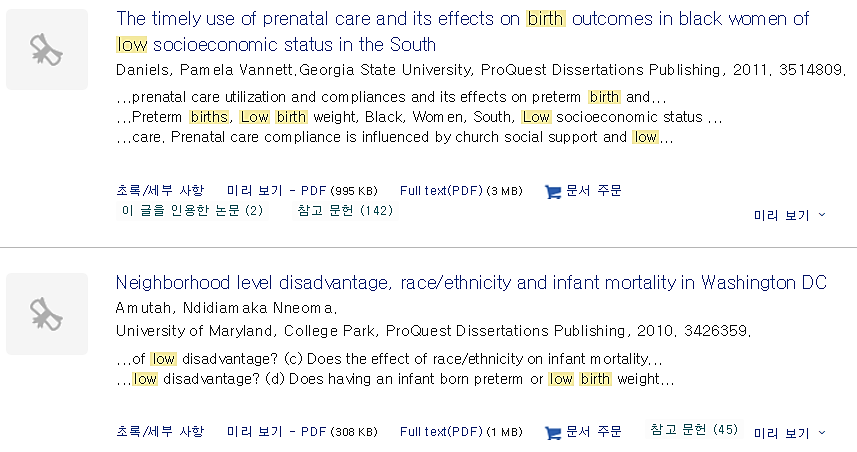 The timely use of prenatal care and its effects on birth outcomes in black women of
low socioeconomic status in the South
Daniels, Pamela Vannett.Georgia State University, ProQuest Dissertations Publishing, 2011. 3514809.
...prenatal care utilization and compliances and its effects on preterm birth and...
...Preterm births, Low birth weight, Black, Women, South, Low socioeconomic status ...
...care. Prenatal care compliance is influenced by church social support and low...
초록/세부 사항 미리 보기 - PDF (995 KB) Full text(PDF) (3 MB) 문서 주문
이 글을 인용한 논문 (2) 참고 문헌 (142)
미리 보기
Neighborhood level disadvantage, race/ethnicity and infant mortality in Washington DC
Amutah, Ndidiamaka Nneoma.
University of Maryland, College Park, ProQuest Dissertations Publishing, 2010. 3426359.
...of low disadvantage? (c) Does the effect of race/ethnicity on infant mortality...
...low disadvantage? (d) Does having an infant born preterm or low birth weight...
초록/세부 사항 미리 보기 - PDF (308 KB) Full text(PDF) (1 MB) 문서 주문 참고 문헌 (45) 미리 보기